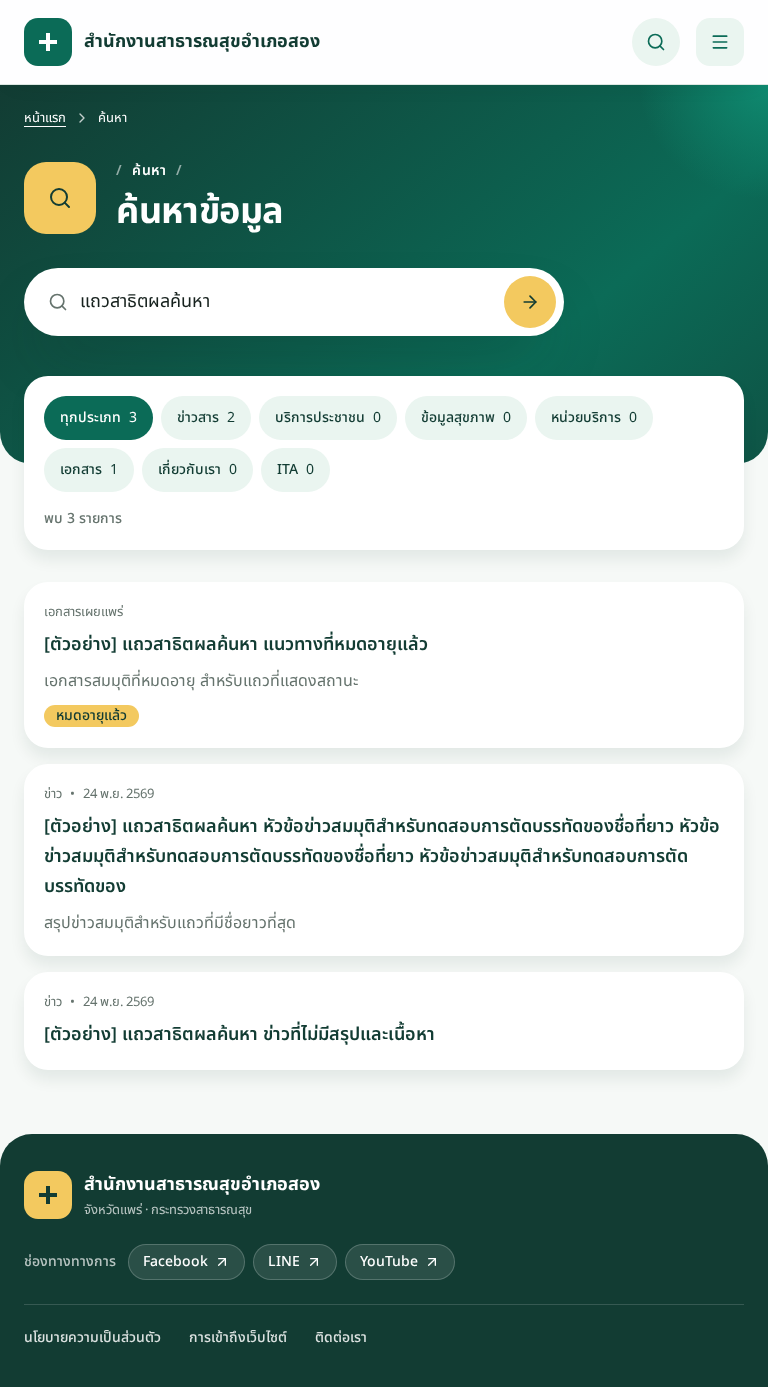 สำนักงานสาธารณสุขอำเภอสอง
หน้าแรก > ค้นหา
/ ค้นหา /
ค้นหาข้อมูล
แถวสาธิตผลค้นหา
ทุกประเภท 3 ข่าวสาร 2 บริการประชาชน 0 ข้อมูลสุขภาพ 0 หน่วยบริการ 0
เอกสาร 1 เกี่ยวกับเรา 0 ITA 0
พบ 3 รายการ
เอกสารเผยแพร่
[ตัวอย่าง] แถวสาธิตผลค้นหา แนวทางที่หมดอายุแล้ว
เอกสารสมมุติที่หมดอายุ สำหรับแถวที่แสดงสถานะ
หมดอายุแล้ว
ข่าว • 24 พ.ย. 2569
[ตัวอย่าง] แถวสาธิตผลค้นหา หัวข้อข่าวสมมุติสำหรับทดสอบการตัดบรรทัดของชื่อที่ยาว หัวข้อ
ข่าวสมมุติสำหรับทดสอบการตัดบรรทัดของชื่อที่ยาว หัวข้อข่าวสมมุติสำหรับทดสอบการตัด
บรรทัดของ
สรุปข่าวสมมุติสำหรับแถวที่มีชื่อยาวที่สุด
ข่าว • 24 พ.ย. 2569
[ตัวอย่าง] แถวสาธิตผลค้นหา ข่าวที่ไม่มีสรุปและเนื้อหา
สำนักงานสาธารณสุขอำเภอสอง
จังหวัดแพร่ · กระทรวงสาธารณสุข
ช่องทางทางการ Facebook LINE YouTube
นโยบายความเป็นส่วนตัว การเข้าถึงเว็บไซต์ ติดต่อเรา